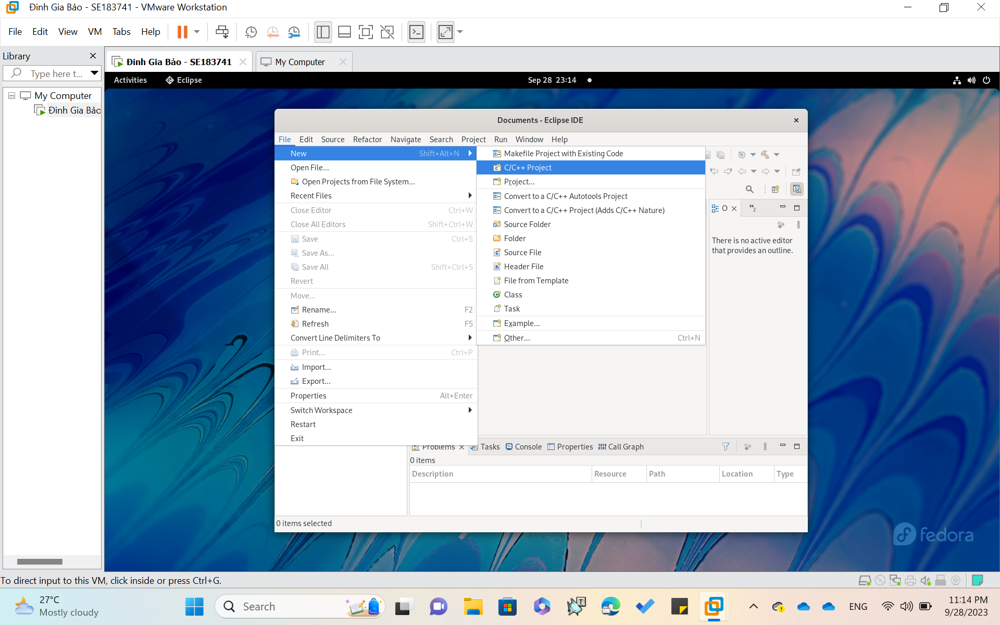 Đinh Gia Bảo - SE183741 - VMware Workstation
File Edit View VM Tabs Help
Library
Type here t...
My Computer
Đinh Gia Bảo
Đinh Gia Bảo - SE183741
My Computer
Activities Eclipse Sep 28 23:14
Documents - Eclipse IDE
File Edit Source Refactor Navigate Search Project Run Window Help
New Shift+Alt+N
Open File...
Open Projects from File System...
Recent Files
Close Editor Ctrl+W
Close All Editors Shift+Ctrl+W
Save Ctrl+S
Save As...
Save All Shift+Ctrl+S
Revert
Move...
Rename... F2
Refresh F5
Convert Line Delimiters To
Print... Ctrl+P
Import...
Export...
Properties Alt+Enter
Switch Workspace
Restart
Exit
Makefile Project with Existing Code
C/C++ Project
Project...
Convert to a C/C++ Autotools Project
Convert to a C/C++ Project (Adds C/C++ Nature)
Source Folder
Folder
Source File
Header File
File from Template
Class
Task
Example...
Other... Ctrl+N
O
2
There is no active editor
that provides an outline.
Problems Tasks Console Properties Call Graph
0 items
Description Resource Path Location Type
0 items selected
fedora
To direct input to this VM, click inside or press Ctrl+G.
27°C
Mostly cloudy
Search
ENG
11:14 PM
9/28/2023